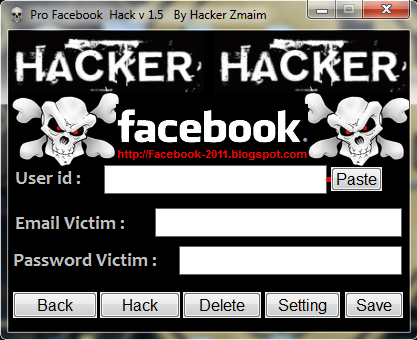 Pro Facebook Hack v 1.5 By Hacker Zmaim
HACKER HACKER
facebook
http://Facebook-2011.blogspot.com
User id : Paste
Email Victim :
Password Victim :
Back Hack Delete Setting Save